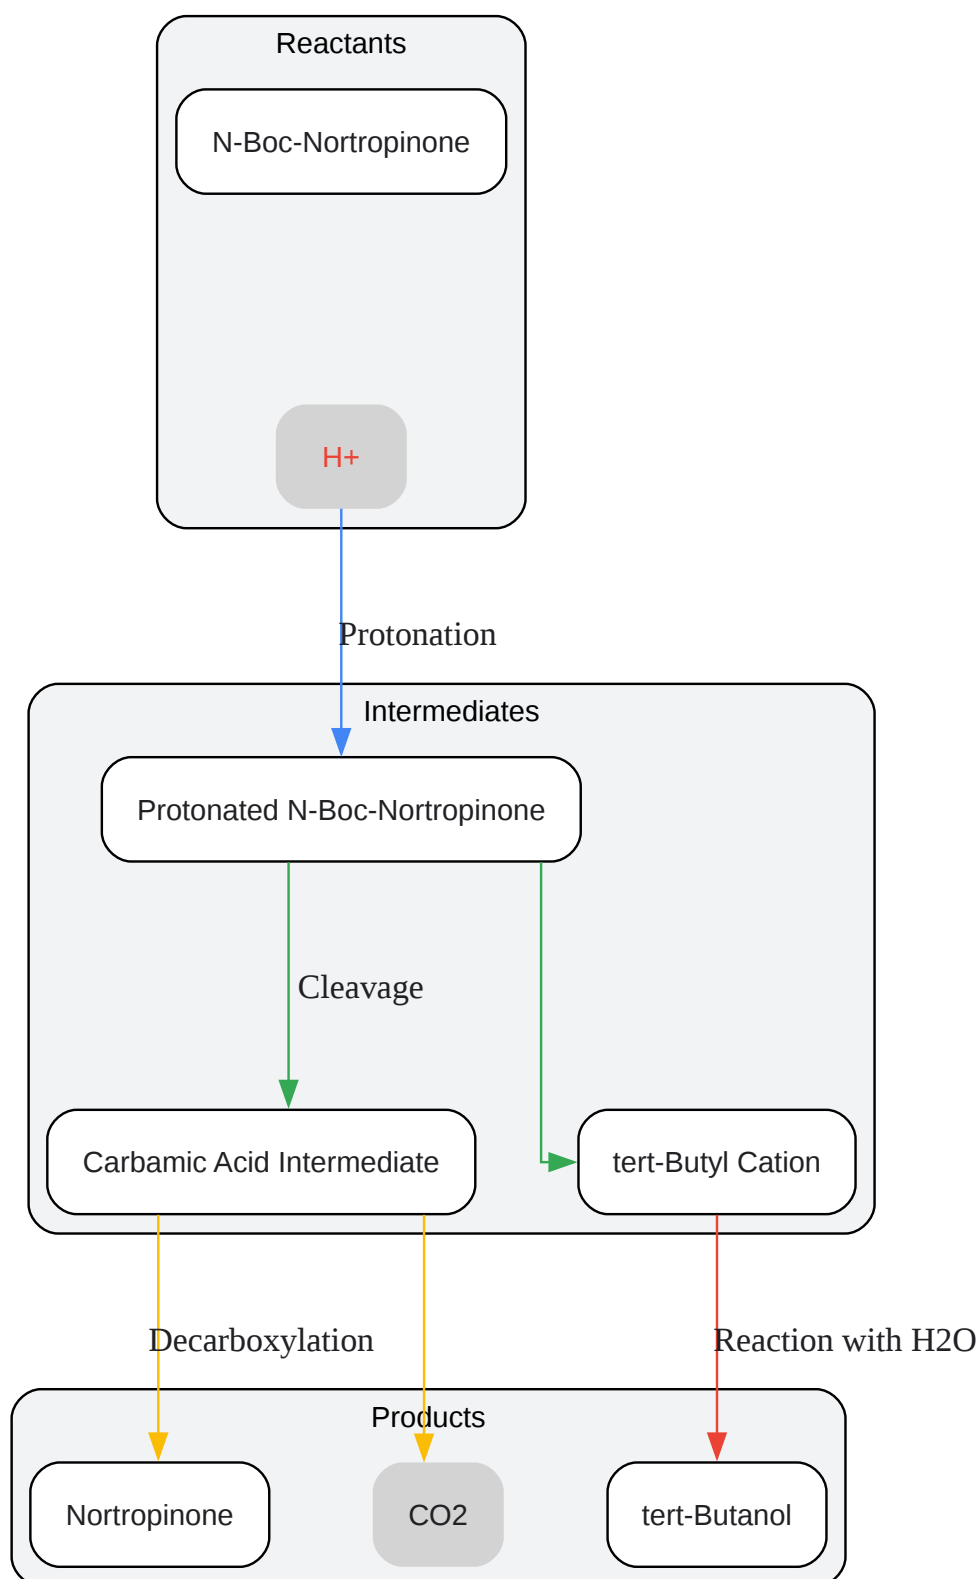 Reactants
N-Boc-Nortropinone
H+
Protonation
Intermediates
Protonated N-Boc-Nortropinone
Cleavage
Carbamic Acid Intermediate
tert-Butyl Cation
Decarboxylation
Reaction with H2O
Products
Nortropinone
CO2
tert-Butanol